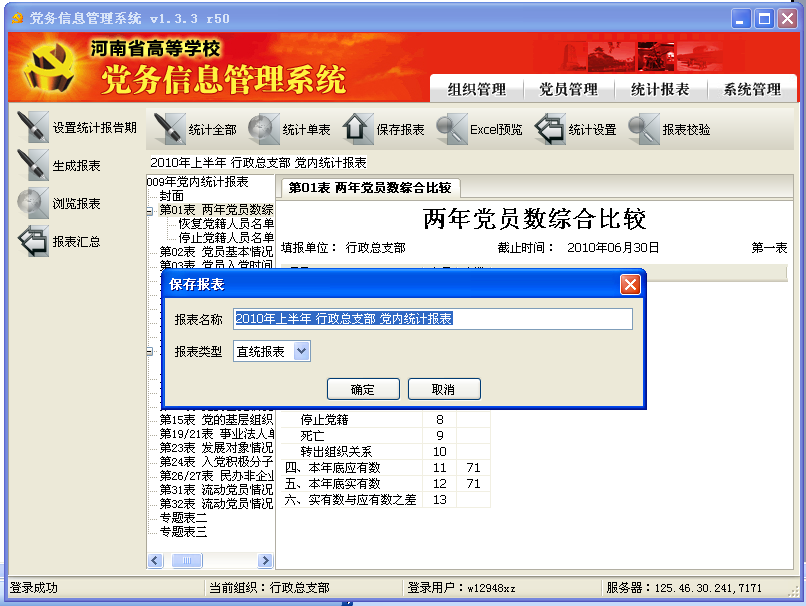 党务信息管理系统 v1.3.3 r50
河南省高等学校
党务信息管理系统
组织管理 党员管理 统计报表 系统管理
设置统计报告期
生成报表
浏览报表
报表汇总
统计全部 统计单表 保存报表 Excel预览 统计设置 报表校验
2010年上半年 行政总支部 党内统计报表
009年党内统计报表
封面
第01表 两年党员数综
恢复党籍人员名单
停止党籍人员名单
第02表 党员基本情况
第03表 党员入党时间
第01表 两年党员数综合比较
两年党员数综合比较
填报单位： 行政总支部 截止时间： 2010年06月30日 第一表
保存报表
报表名称 2010年上半年 行政总支部 党内统计报表
报表类型 直统报表
确定 取消
第15表 党的基层组织
第19/21表 事业法人单
第23表 发展对象情况
第24表 入党积极分子
第26/27表 民办非企业
第31表 流动党员情况
第32表 流动党员情况
专题表二
专题表三
停止党籍 8
死亡 9
转出组织关系 10
四、本年底应有数 11 71
五、本年底实有数 12 71
六、实有数与应有数之差 13
登录成功 当前组织：行政总支部 登录用户：w12948xz 服务器：125.46.30.241,7171